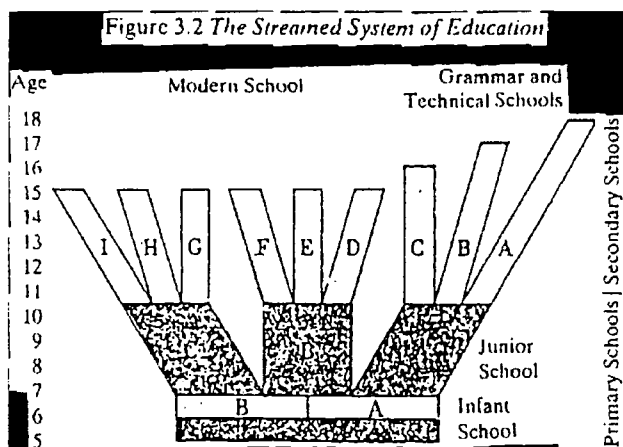 Figure 3.2 The Streamed System of Education
Age
Modern School
Grammar and
Technical Schools
18
17
16
15
14
13
12
11
10
9
8
7
6
5
I H G F E D C B A
B A
Junior
School
Infant
School
Primary Schools | Secondary Schools